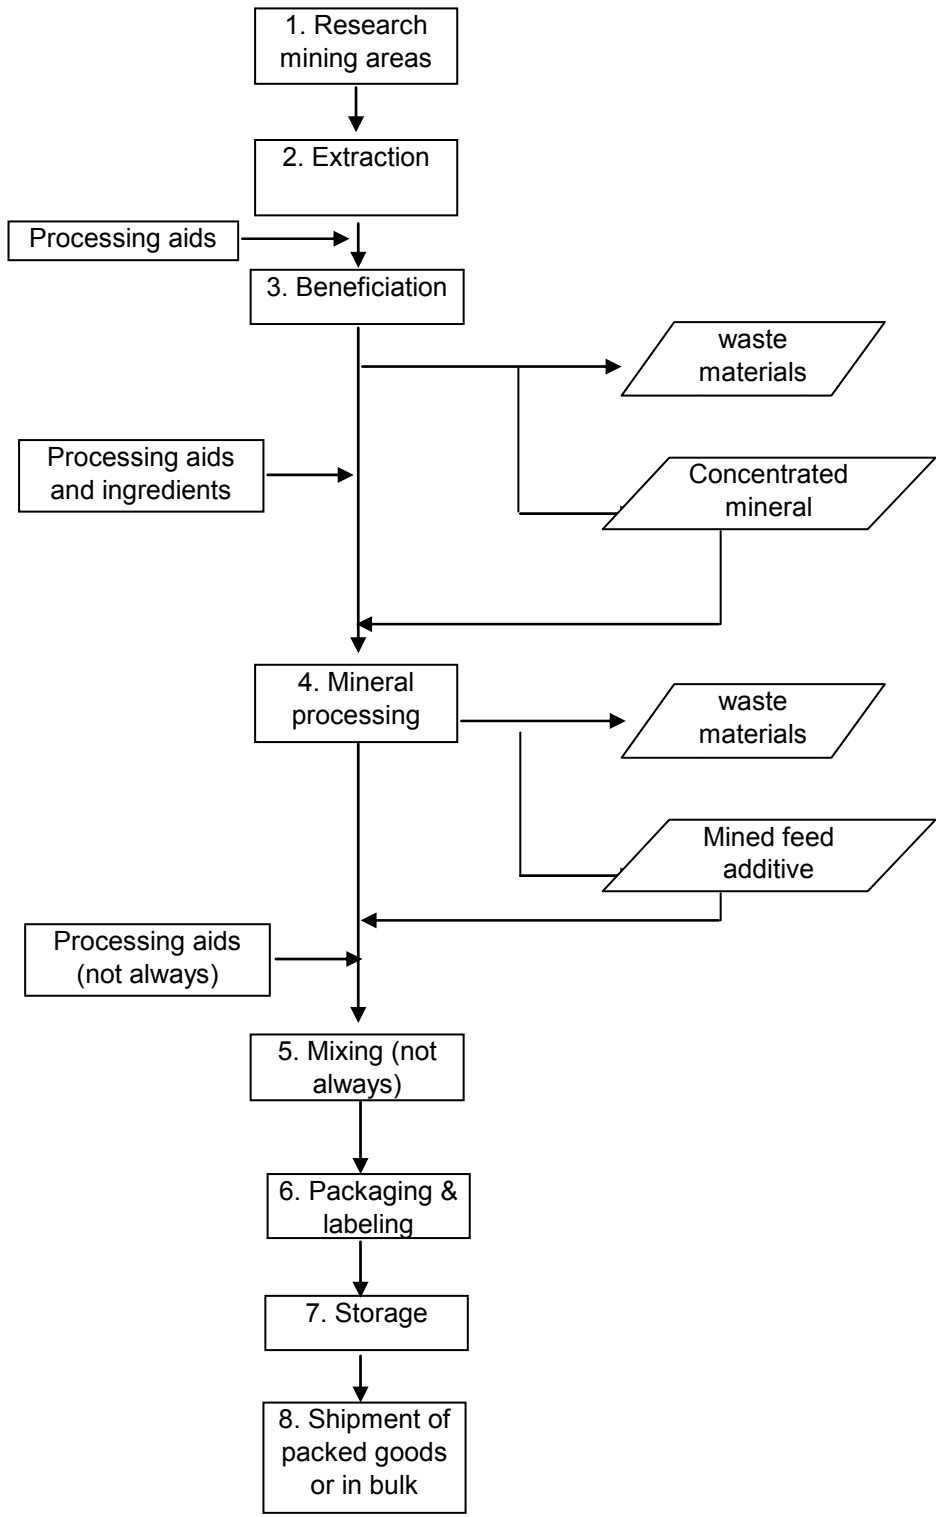 1. Research
mining areas
2. Extraction
Processing aids
3. Beneficiation
waste
materials
Processing aids
and ingredients
Concentrated
mineral
4. Mineral
processing
waste
materials
Mined feed
additive
Processing aids
(not always)
5. Mixing (not
always)
6. Packaging &
labeling
7. Storage
8. Shipment of
packed goods
or in bulk